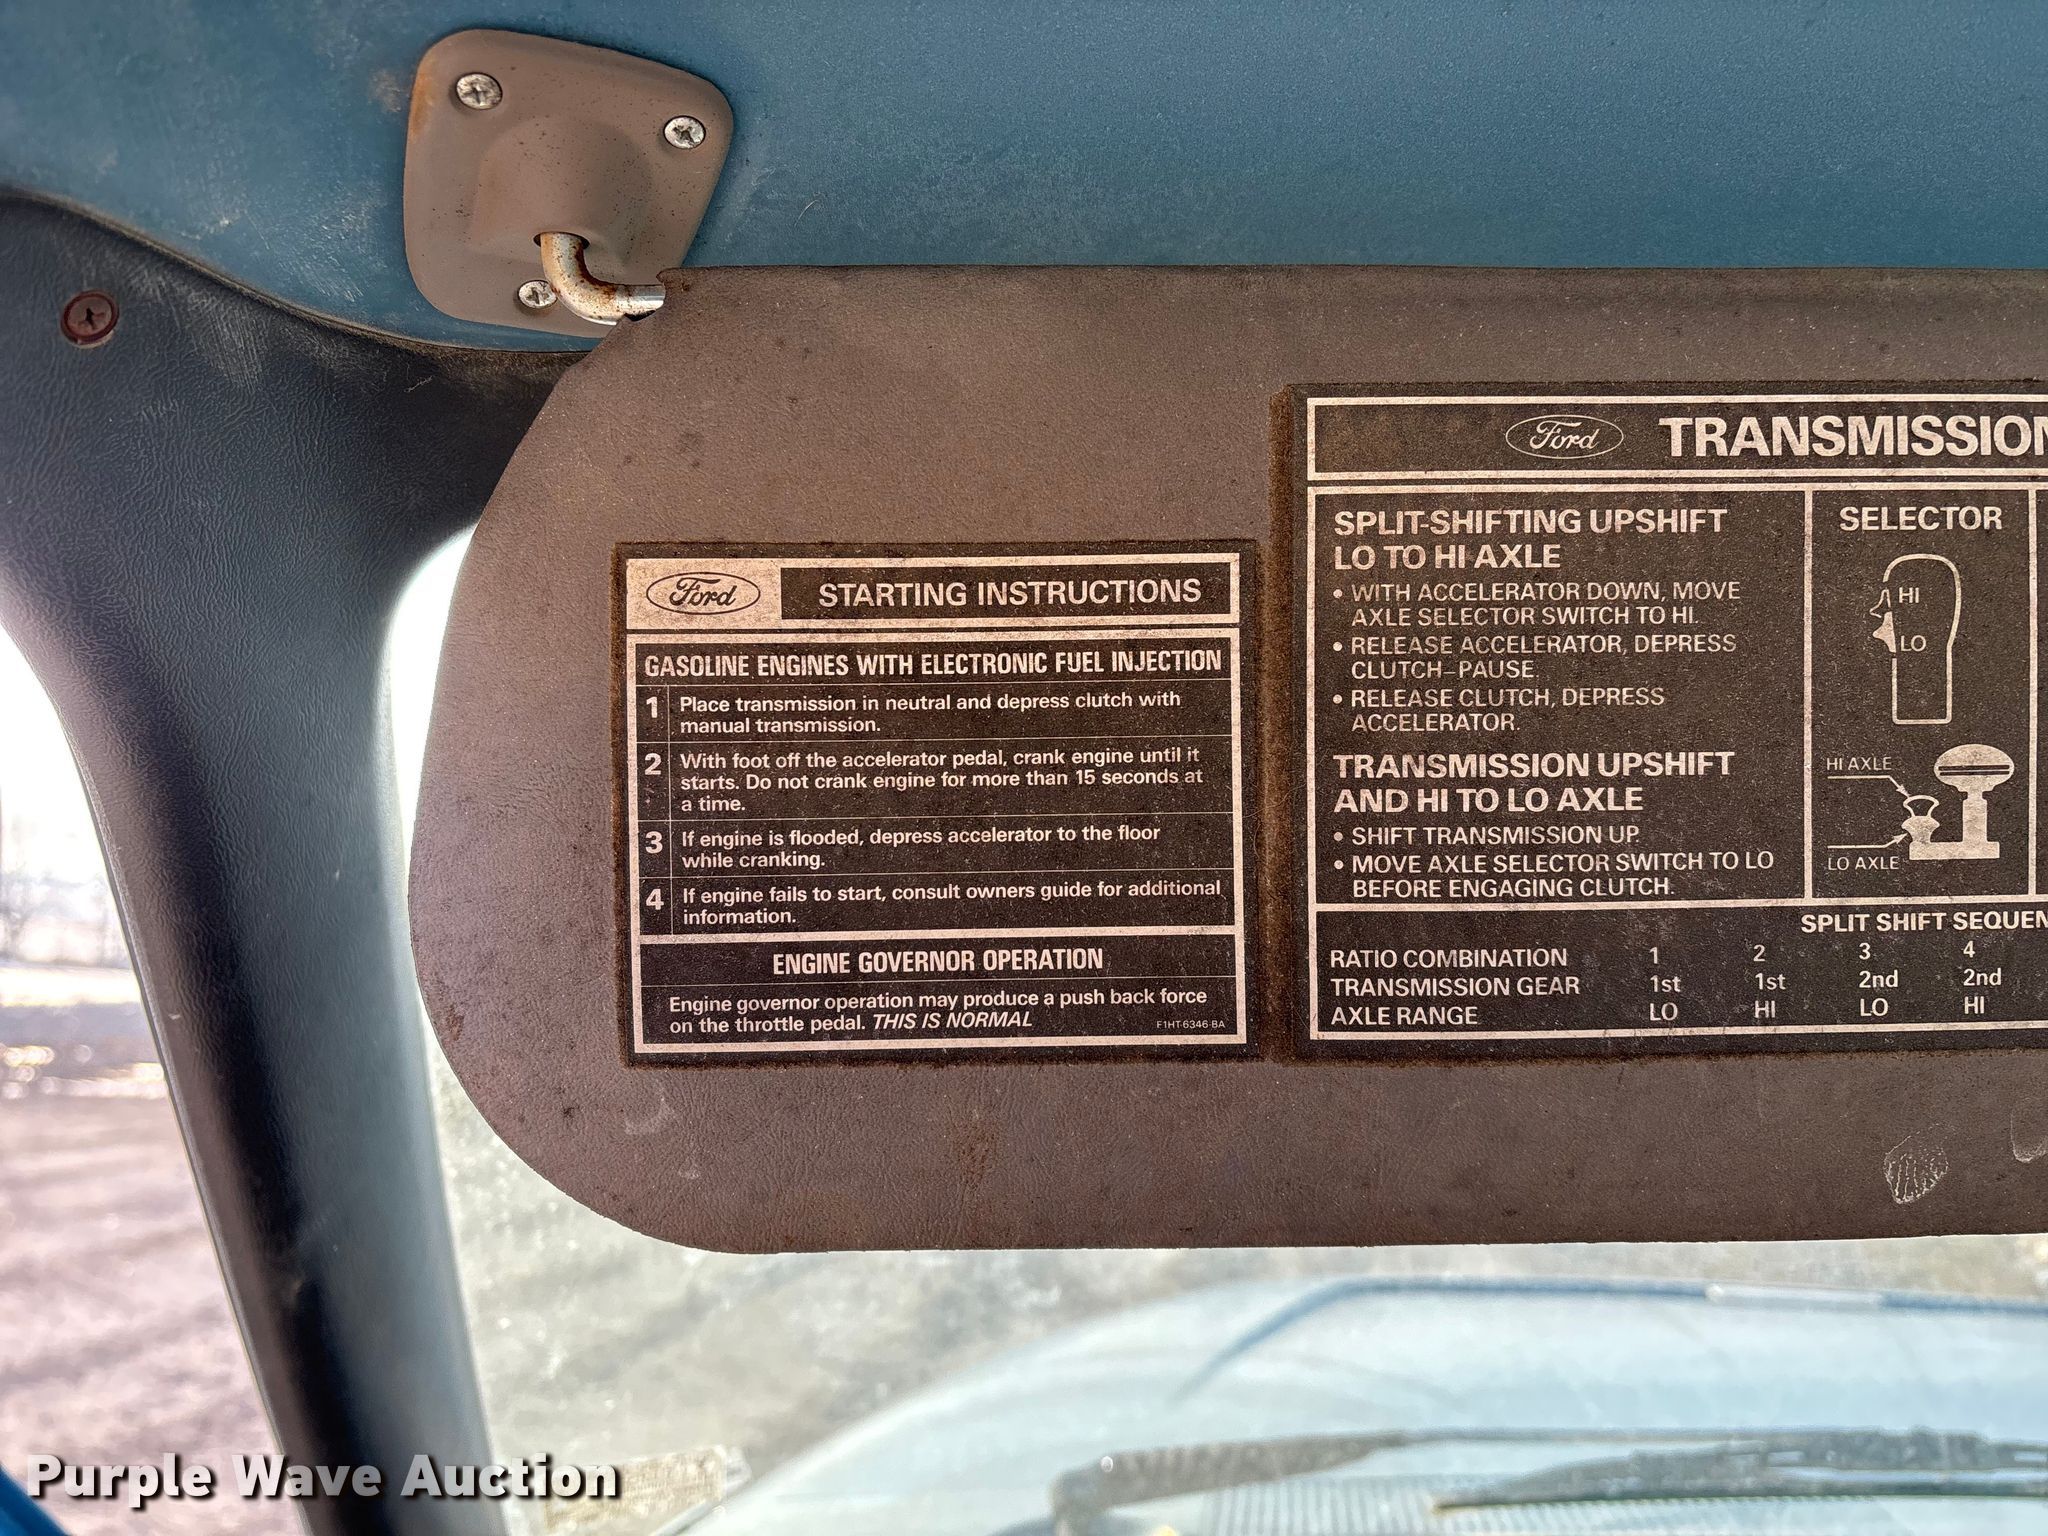 Ford STARTING INSTRUCTIONS
GASOLINE ENGINES WITH ELECTRONIC FUEL INJECTION
1 Place transmission in neutral and depress clutch with
manual transmission.
2 With foot off the accelerator pedal, crank engine until it
starts. Do not crank engine for more than 15 seconds at
a time.
3 If engine is flooded, depress accelerator to the floor
while cranking.
4 If engine fails to start, consult owners guide for additional
information.
ENGINE GOVERNOR OPERATION
Engine governor operation may produce a push back force
on the throttle pedal. THIS IS NORMAL
F1HT-6346-BA
Ford TRANSMISSION
SPLIT-SHIFTING UPSHIFT
LO TO HI AXLE
• WITH ACCELERATOR DOWN, MOVE
AXLE SELECTOR SWITCH TO HI.
• RELEASE ACCELERATOR, DEPRESS
CLUTCH–PAUSE.
• RELEASE CLUTCH, DEPRESS
ACCELERATOR.
TRANSMISSION UPSHIFT
AND HI TO LO AXLE
• SHIFT TRANSMISSION UP.
• MOVE AXLE SELECTOR SWITCH TO LO
BEFORE ENGAGING CLUTCH.
SELECTOR
HI
LO
HI AXLE
LO AXLE
SPLIT SHIFT SEQUEN
RATIO COMBINATION 1 2 3 4
TRANSMISSION GEAR 1st 1st 2nd 2nd
AXLE RANGE LO HI LO HI
Purple Wave Auction